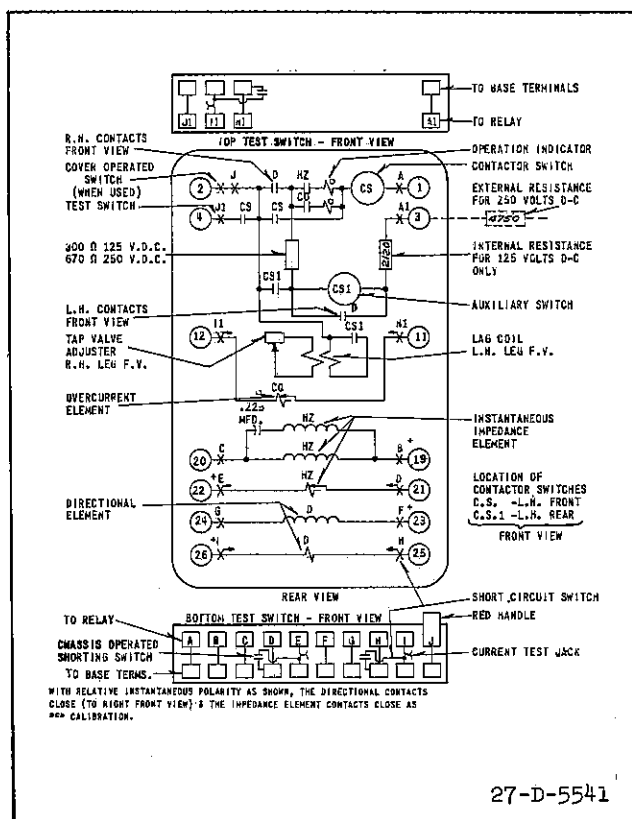 TO BASE TERMINALS
J1 I1 H1 A1
TO RELAY
TOP TEST SWITCH - FRONT VIEW
R.H. CONTACTS
FRONT VIEW
COVER OPERATED
SWITCH
(WHEN USED)
TEST SWITCH
OPERATION INDICATOR
CONTACTOR SWITCH
EXTERNAL RESISTANCE
FOR 250 VOLTS D-C
2 J D HZ CS A 1
CO
4 J1 CS CS A1 3 4750
300 Ω 125 V.D.C.
670 Ω 250 V.D.C.
2120
INTERNAL RESISTANCE
FOR 125 VOLTS D-C
ONLY
CS1 CS1
AUXILIARY SWITCH
L.H. CONTACTS
FRONT VIEW
D
12 I1 CS1 H1 11
TAP VALVE
ADJUSTER
R.H. LEG F.V.
LAG COIL
L.H. LEG F.V.
OVERCURRENT
ELEMENT
CO
.225
MFD.
HZ
INSTANTANEOUS
IMPEDANCE
ELEMENT
20 C HZ B + 19
22 +E HZ D 21
DIRECTIONAL
ELEMENT
24 G D F + 23
26 +I D H 25
LOCATION OF
CONTACTOR SWITCHES
C.S. -L.H. FRONT
C.S.1 -L.H. REAR
FRONT VIEW
REAR VIEW
SHORT CIRCUIT SWITCH
BOTTOM TEST SWITCH - FRONT VIEW
RED HANDLE
TO RELAY
A B C D E F G H I J
CHASSIS OPERATED
SHORTING SWITCH
CURRENT TEST JACK
TO BASE TERMS.
WITH RELATIVE INSTANTANEOUS POLARITY AS SHOWN, THE DIRECTIONAL CONTACTS
CLOSE (TO RIGHT FRONT VIEW) & THE IMPEDANCE ELEMENT CONTACTS CLOSE AS
CALIBRATION.
27-D-5541